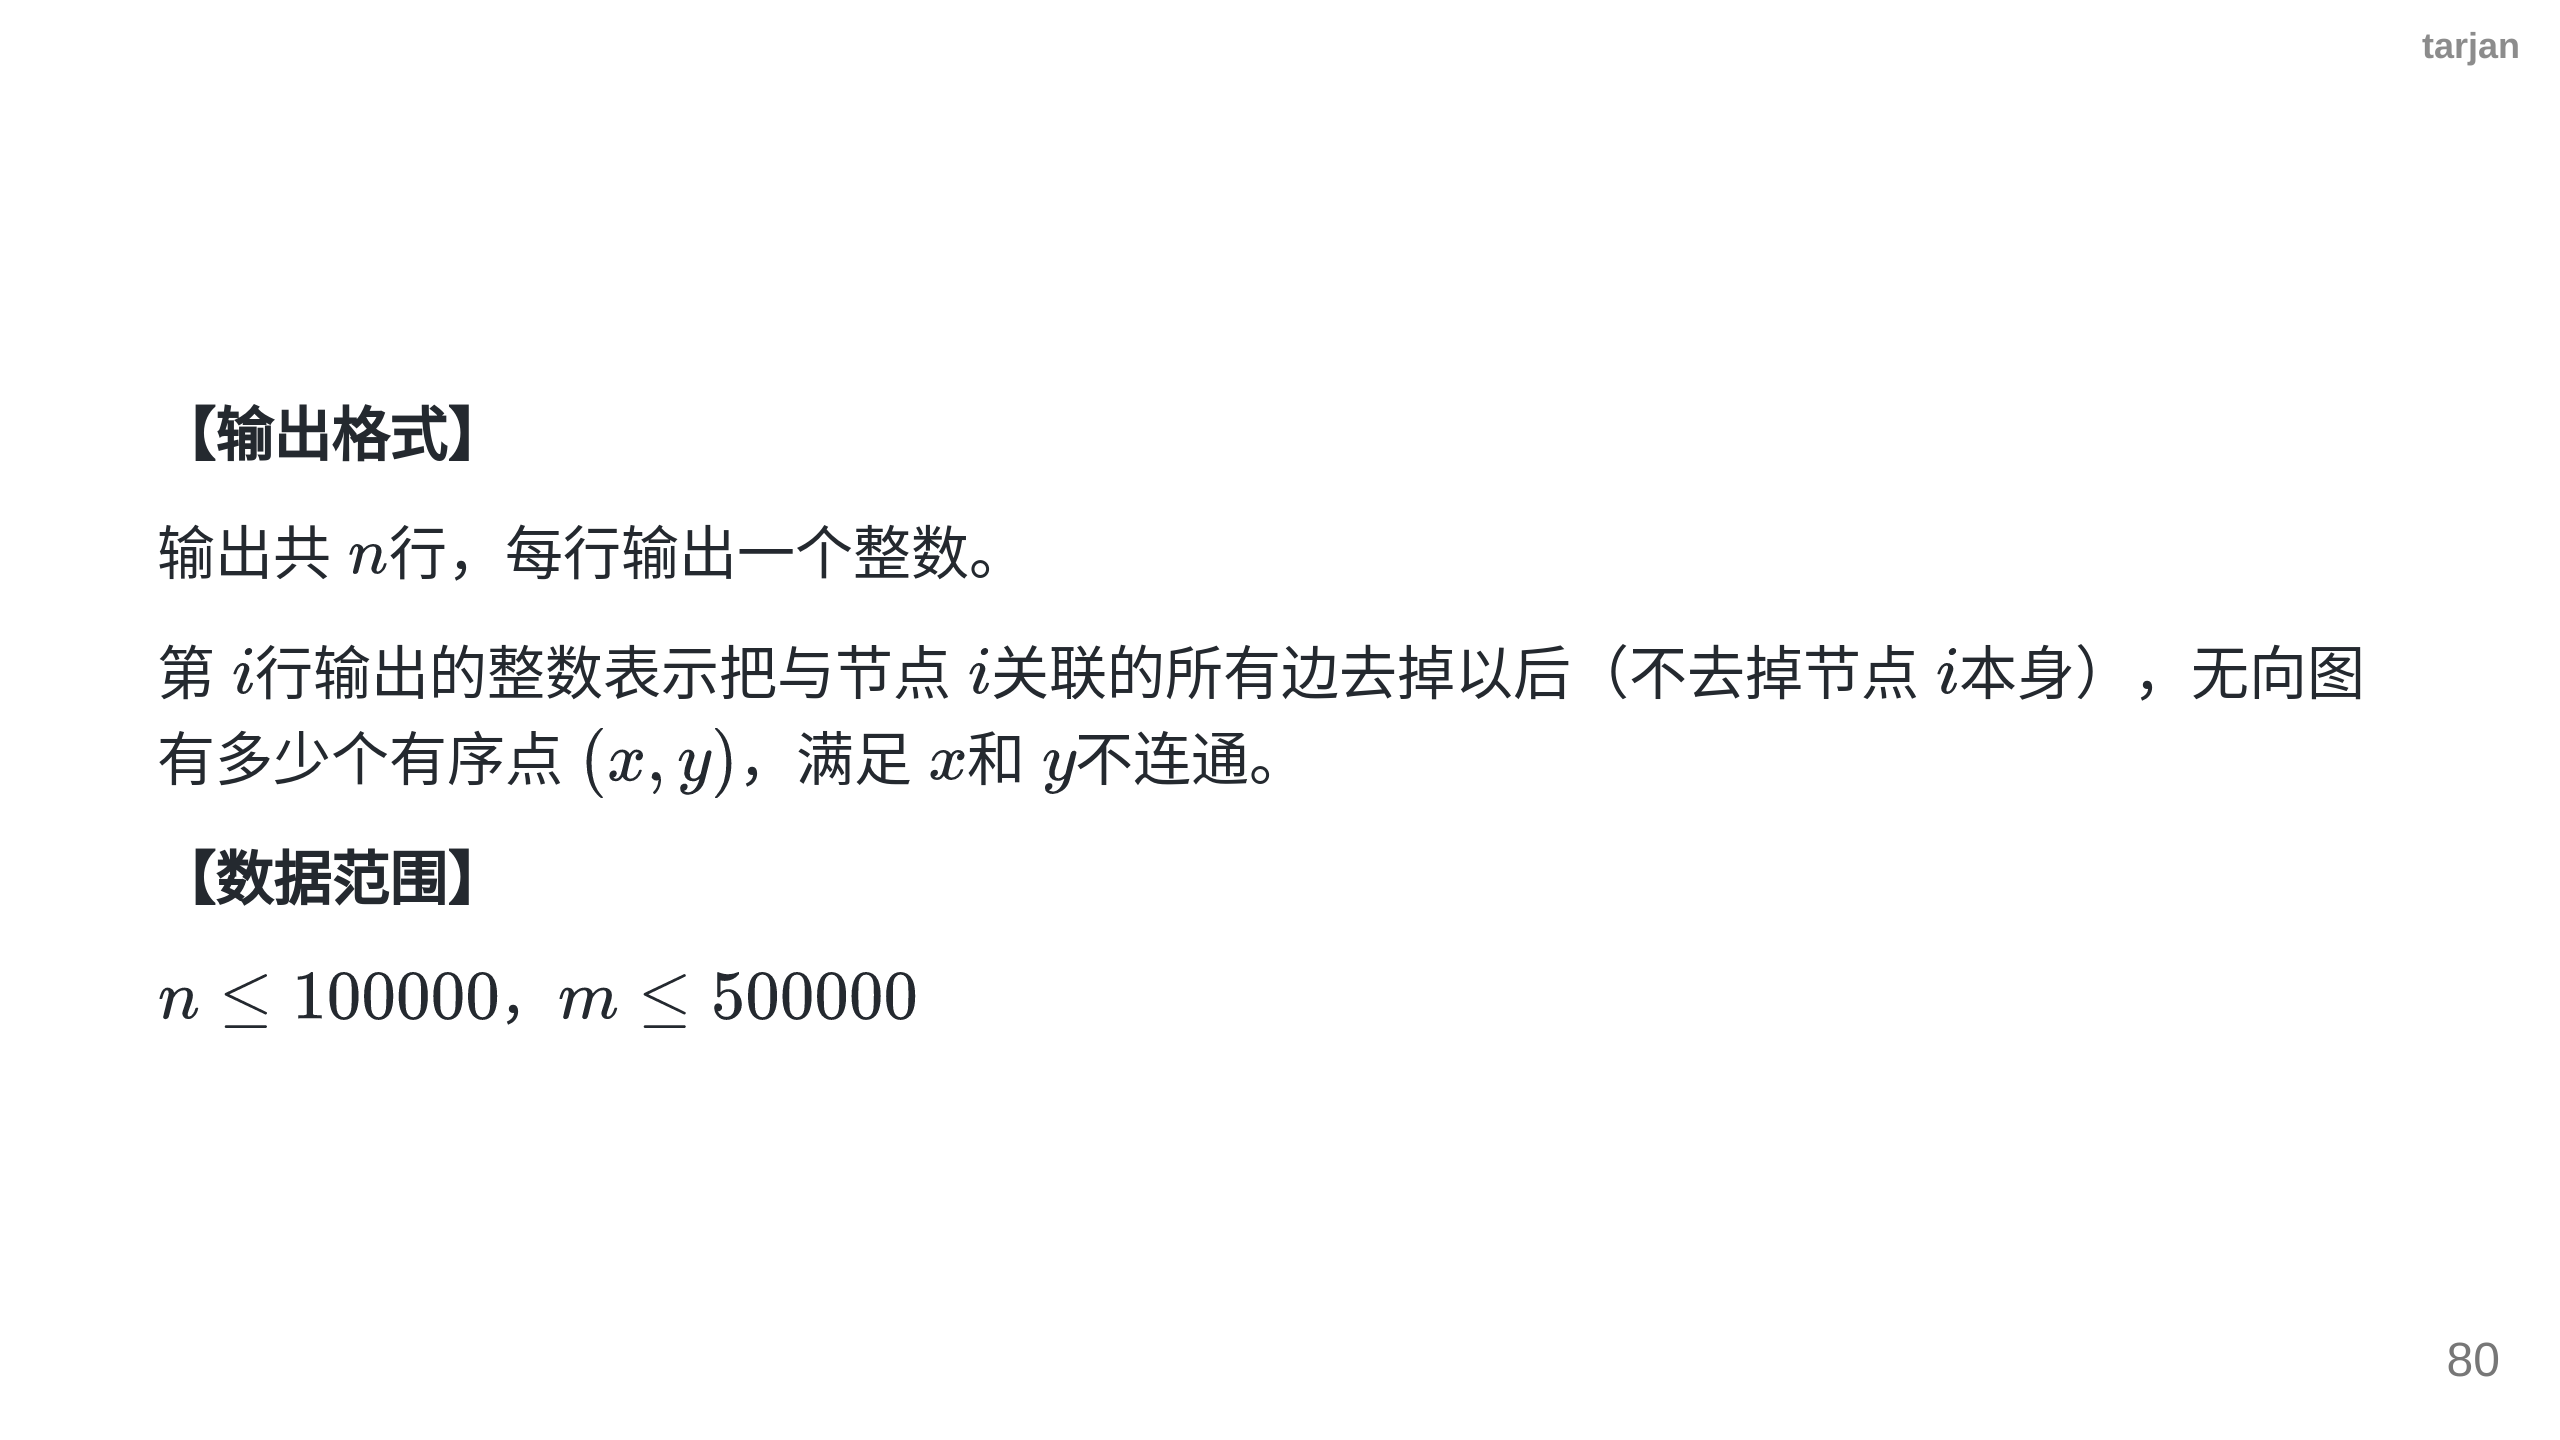 tarjan
【输出格式】
输出共 n行，每行输出一个整数。
第 i行输出的整数表示把与节点 i关联的所有边去掉以后（不去掉节点 i本身），无向图
有多少个有序点 (x, y)，满足 x和 y不连通。
【数据范围】
n ≤ 100000，m ≤ 500000
80